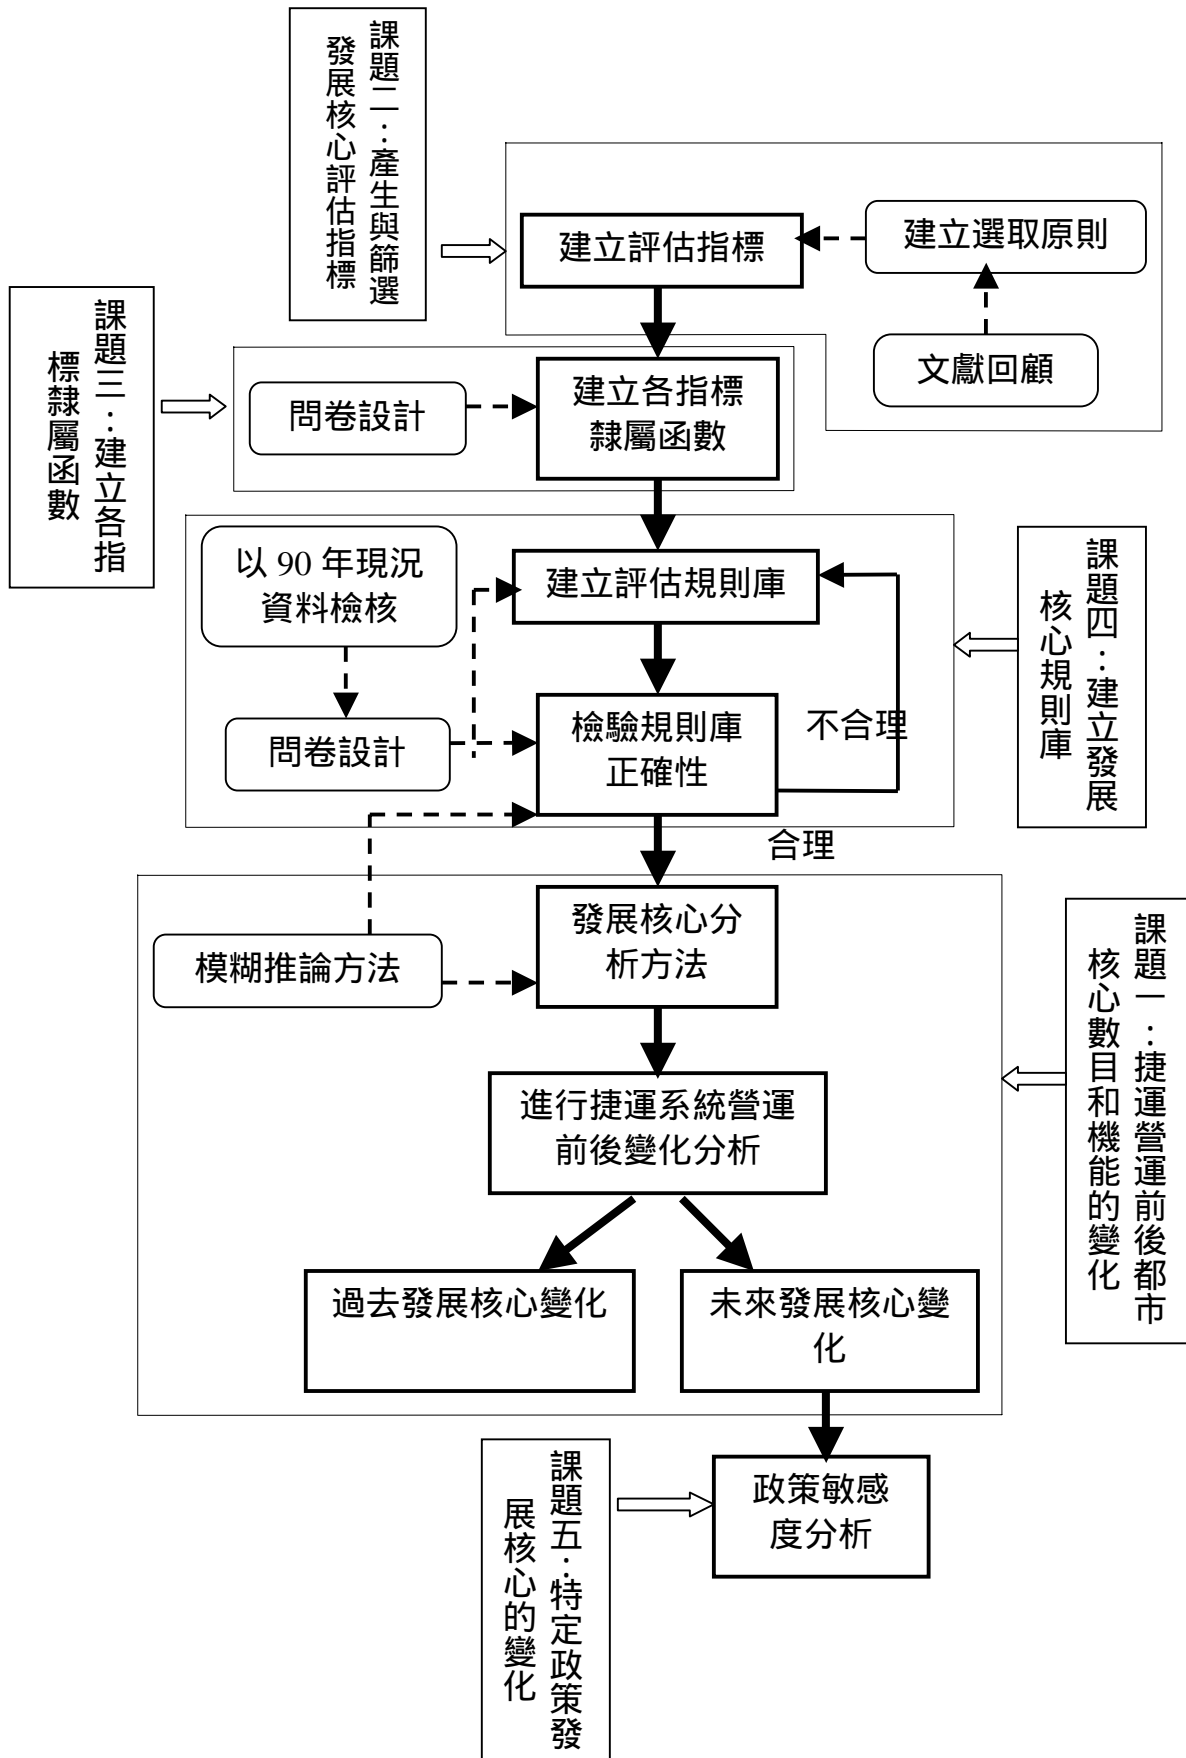 課題二：產生與篩選
發展核心評估指標
建立評估指標
建立選取原則
文獻回顧
課題三：建立各指
標隸屬函數
問卷設計
建立各指標
隸屬函數
以 90 年現況
資料檢核
建立評估規則庫
課題四：建立發展
核心規則庫
問卷設計
檢驗規則庫
正確性
不合理
合理
模糊推論方法
發展核心分
析方法
課題一：捷運營運前後都市
核心數目和機能的變化
進行捷運系統營運
前後變化分析
過去發展核心變化
未來發展核心變
化
課題五：特定政策發
展核心的變化
政策敏感
度分析